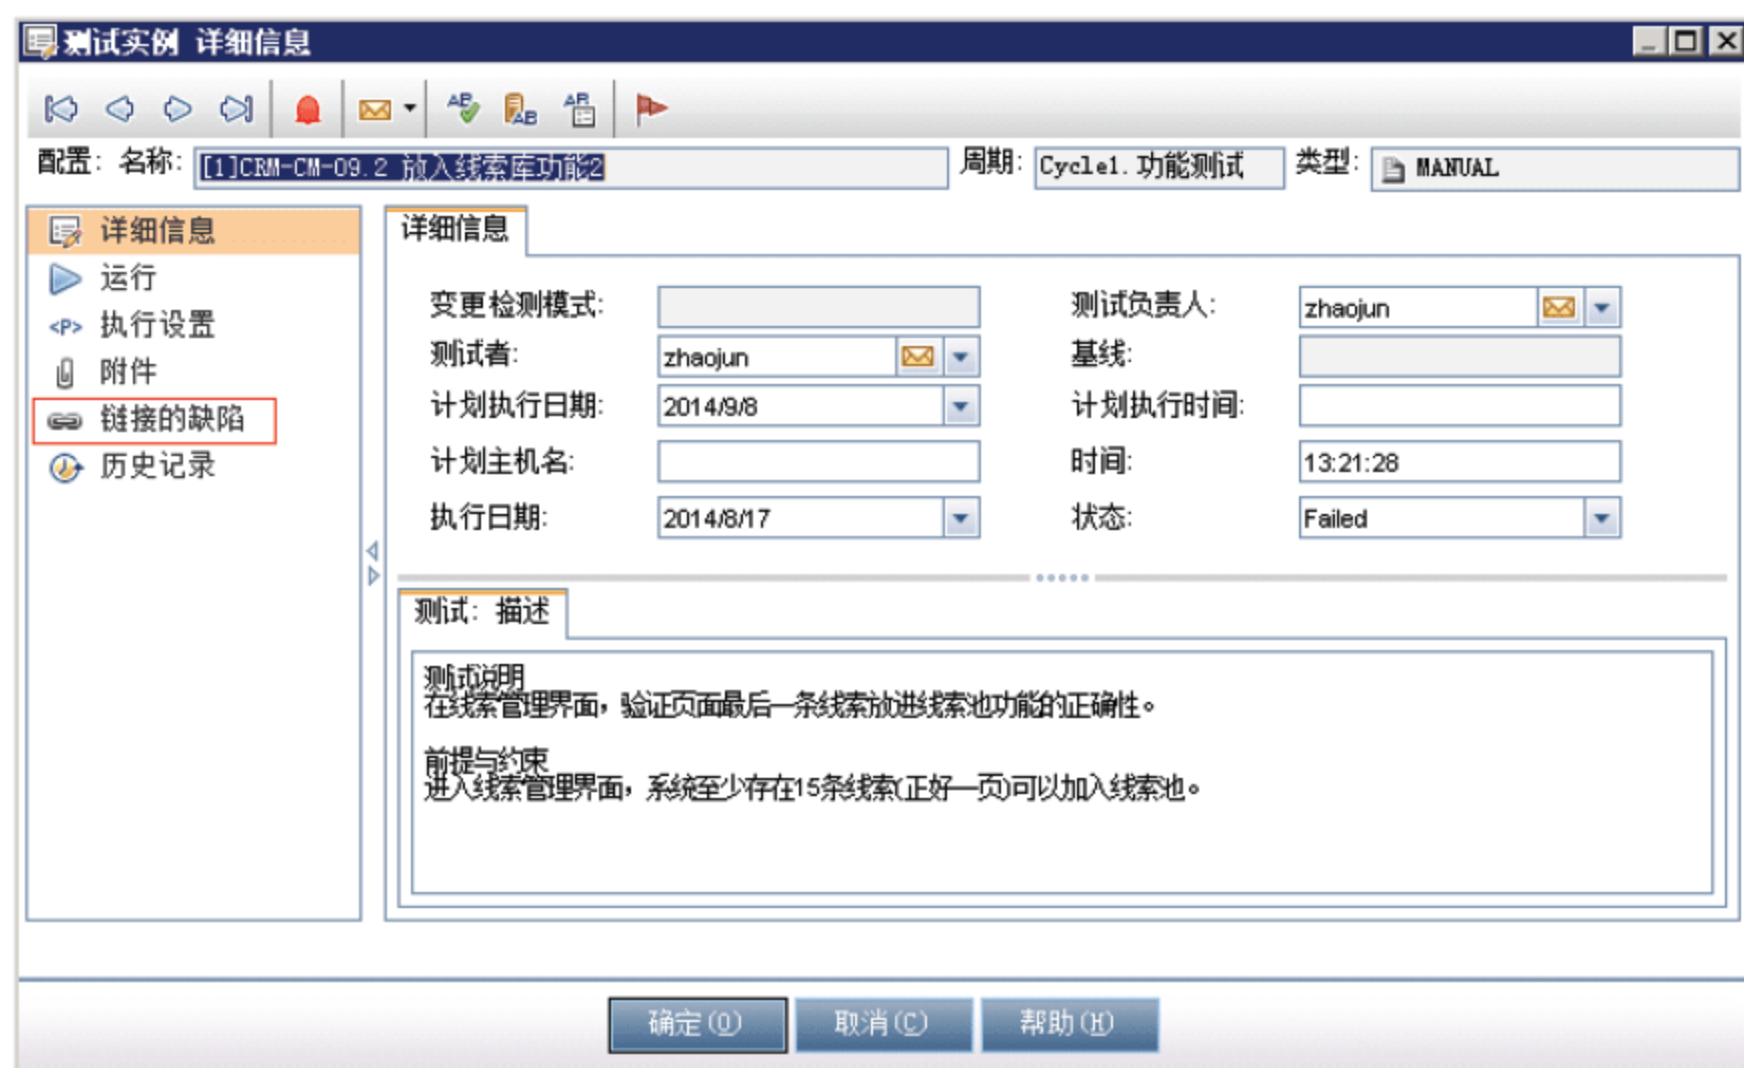 测试实例 详细信息
配置: 名称: [1]CRM-CM-09.2 放入线索库功能2 周期: Cycle1.功能测试 类型: MANUAL
详细信息
运行
<P> 执行设置
附件
链接的缺陷
历史记录
详细信息
变更检测模式: 测试负责人: zhaojun
测试者: zhaojun 基线:
计划执行日期: 2014/9/8 计划执行时间:
计划主机名: 时间: 13:21:28
执行日期: 2014/8/17 状态: Failed
测试: 描述
测试说明
在线索管理界面，验证页面最后一条线索放进线索池功能的正确性。
前提与约束
进入线索管理界面，系统至少存在15条线索(正好一页)可以加入线索池。
确定(O) 取消(C) 帮助(H)